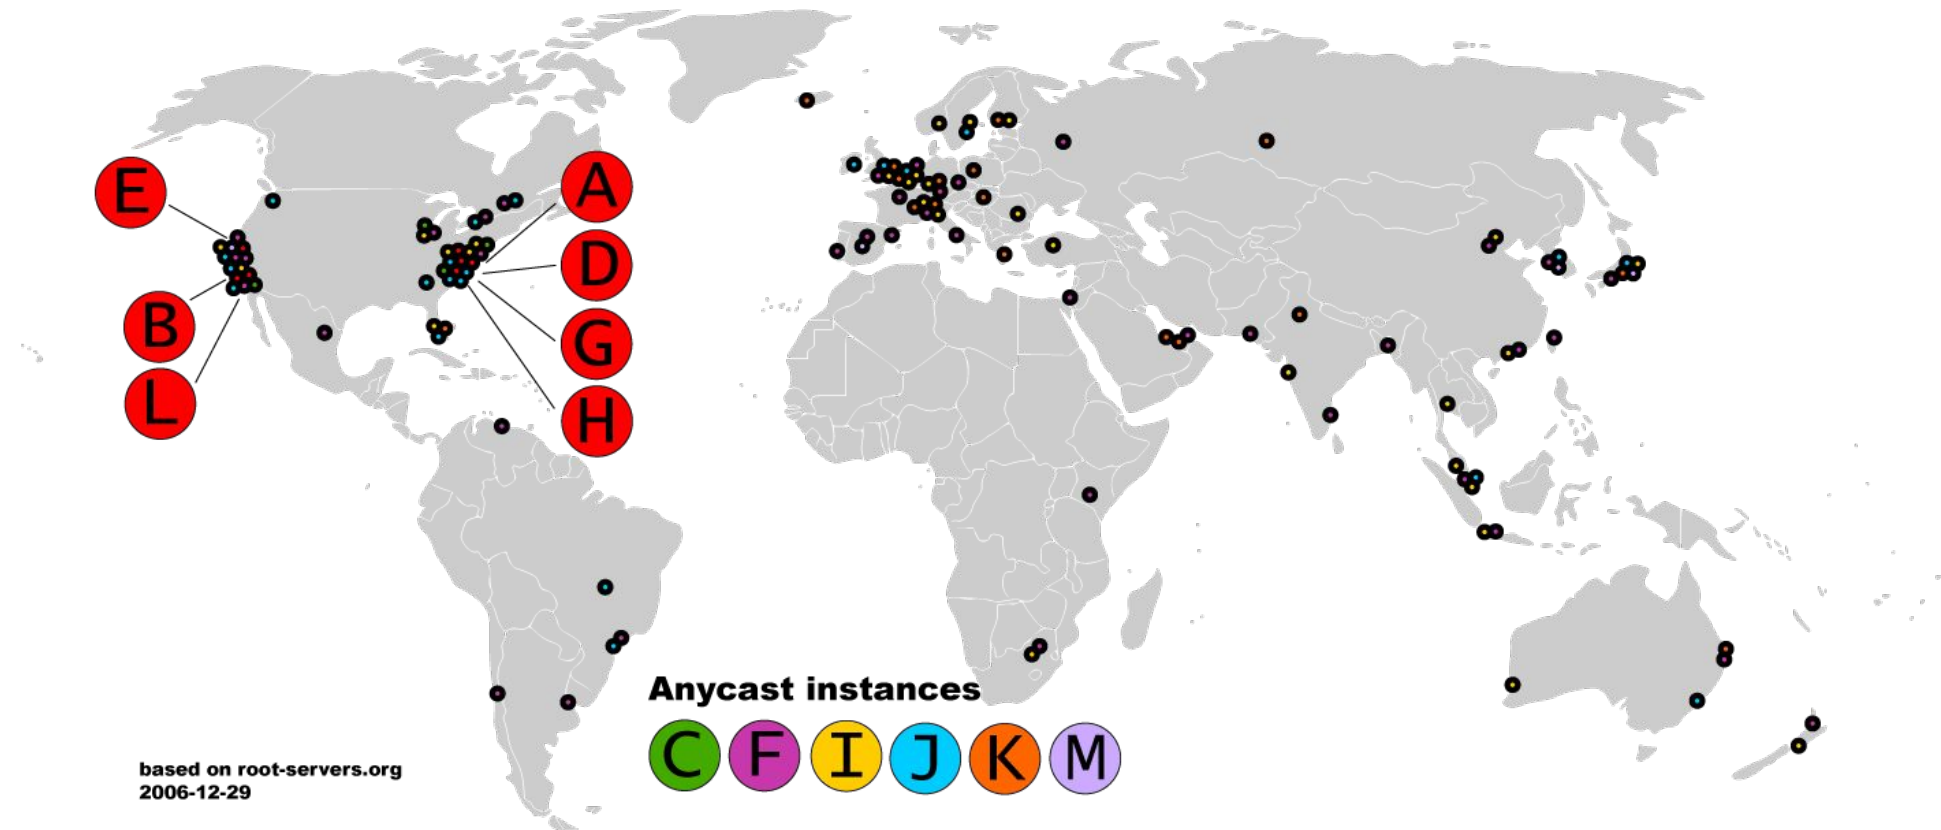 E
A
D
B
G
L
H
Anycast instances
C F I J K M
based on root-servers.org
2006-12-29